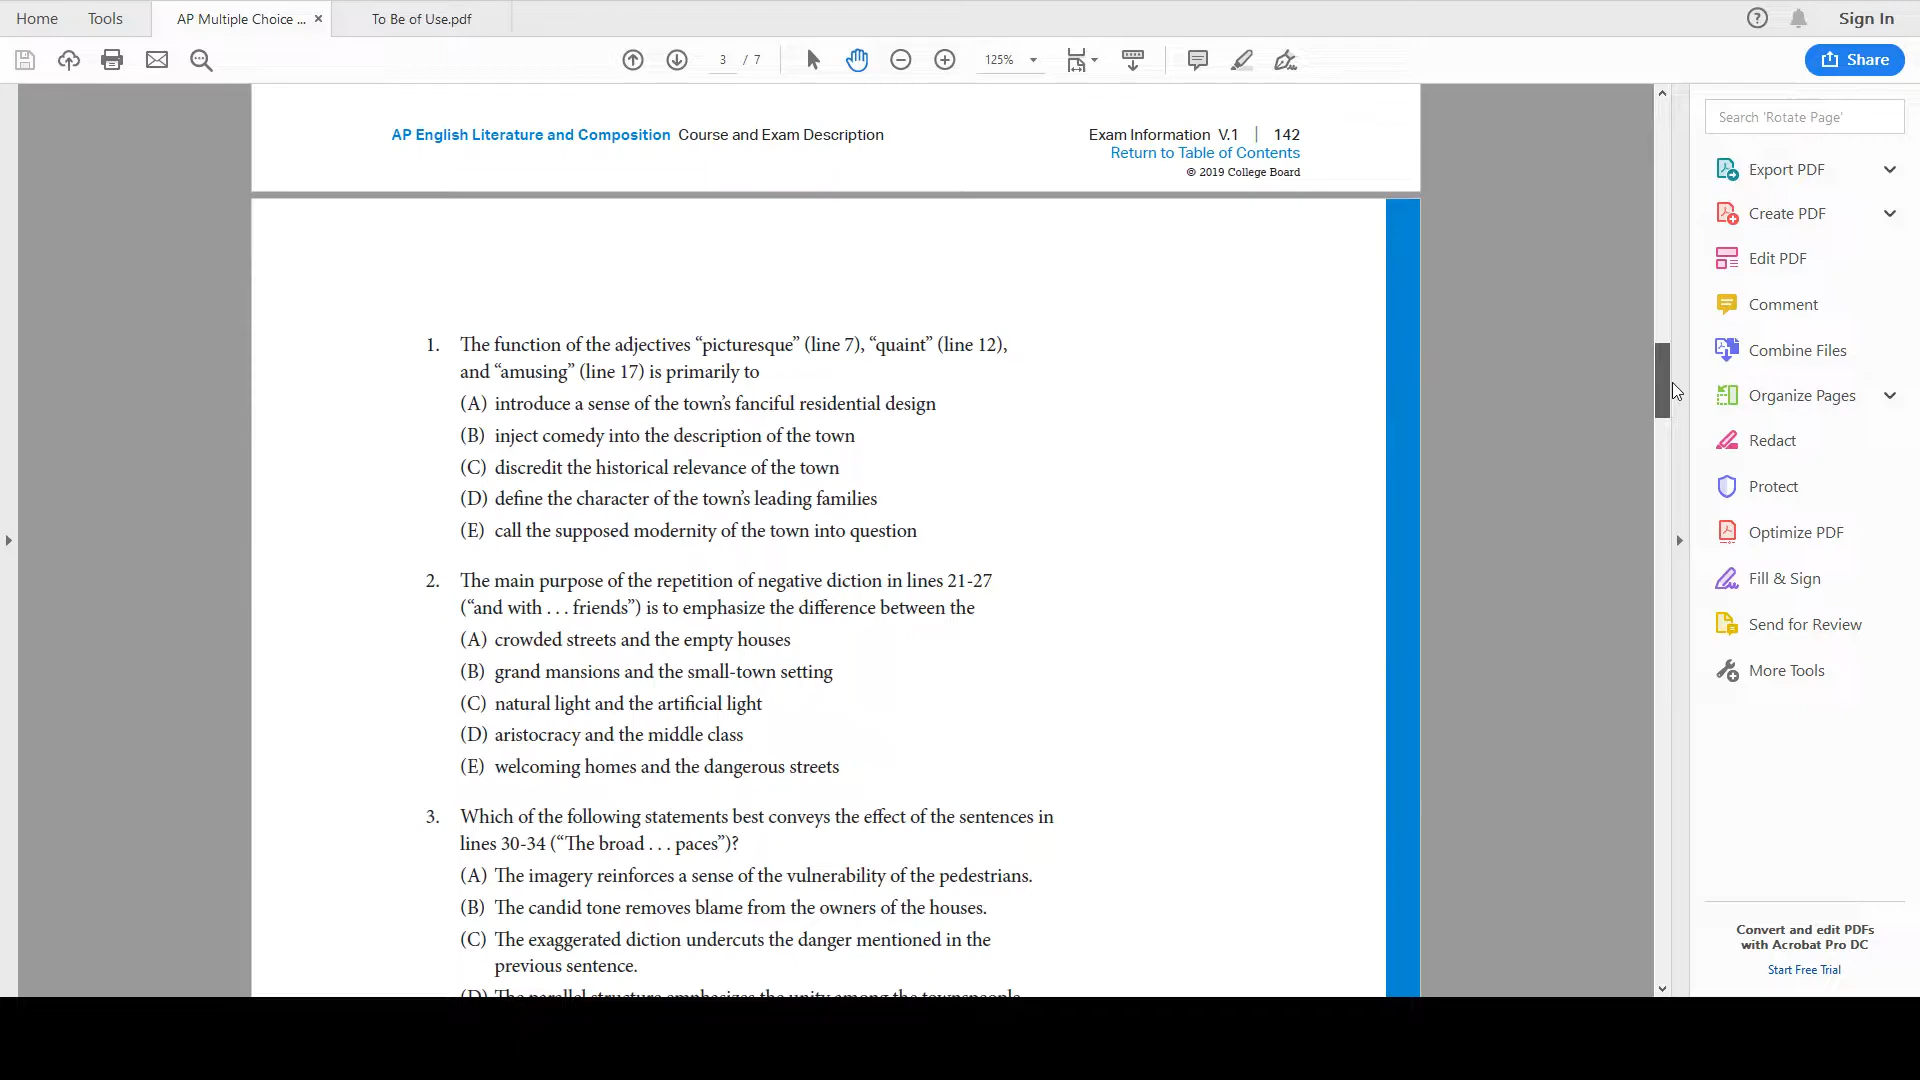 Home Tools AP Multiple Choice ... × To Be of Use.pdf Sign In
3 / 7 125% Share
AP English Literature and Composition Course and Exam Description Exam Information V.1 | 142
Return to Table of Contents
© 2019 College Board
1. The function of the adjectives “picturesque” (line 7), “quaint” (line 12),
and “amusing” (line 17) is primarily to
(A) introduce a sense of the town’s fanciful residential design
(B) inject comedy into the description of the town
(C) discredit the historical relevance of the town
(D) define the character of the town’s leading families
(E) call the supposed modernity of the town into question
2. The main purpose of the repetition of negative diction in lines 21-27
(“and with . . . friends”) is to emphasize the difference between the
(A) crowded streets and the empty houses
(B) grand mansions and the small-town setting
(C) natural light and the artificial light
(D) aristocracy and the middle class
(E) welcoming homes and the dangerous streets
3. Which of the following statements best conveys the effect of the sentences in
lines 30-34 (“The broad . . . paces”)?
(A) The imagery reinforces a sense of the vulnerability of the pedestrians.
(B) The candid tone removes blame from the owners of the houses.
(C) The exaggerated diction undercuts the danger mentioned in the
previous sentence.
(D) The parallel structure emphasizes the unity among the townspeople
Search 'Rotate Page'
Export PDF
Create PDF
Edit PDF
Comment
Combine Files
Organize Pages
Redact
Protect
Optimize PDF
Fill & Sign
Send for Review
More Tools
Convert and edit PDFs
with Acrobat Pro DC
Start Free Trial